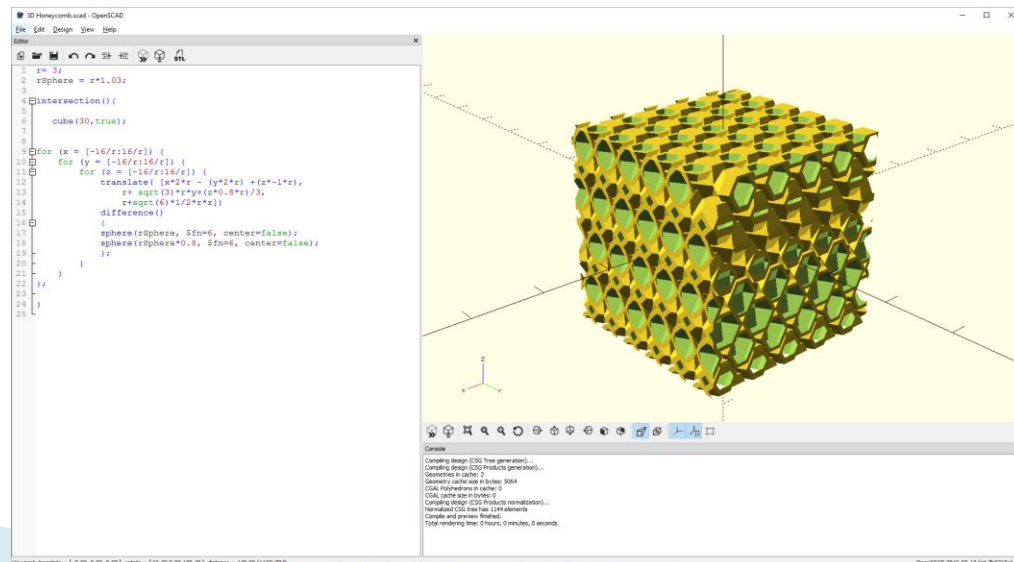 3D Honeycomb.scad - OpenSCAD
File Edit Design View Help
Editor
STL
1 r= 3;
2 rSphere = r*1.03;
3
4 intersection(){
5
6 cube(30,true);
7
8
9 for (x = [-16/r:16/r]) {
10 for (y = [-16/r:16/r]) {
11 for (z = [-16/r:16/r]) {
12 translate( [x*2*r - (y*2*r) +(z*-1*r),
13 r+ sqrt(3)*r*y+(z*0.8*r)/3,
14 r+sqrt(6)*1/2*r*z])
15 difference()
16 {
17 sphere(rSphere, $fn=6, center=false);
18 sphere(rSphere*0.8, $fn=6, center=false);
19 };
20 }
21 }
22 };
23
24 }
25
z
x
y
Console
Compiling design (CSG Tree generation)...
Compiling design (CSG Products generation)...
Geometries in cache: 3
Geometry cache size in bytes: 5064
CGAL Polyhedrons in cache: 0
CGAL cache size in bytes: 0
Compiling design (CSG Products normalization)...
Normalized CSG tree has 1144 elements
Compile and preview finished.
Total rendering time: 0 hours, 0 minutes, 0 seconds